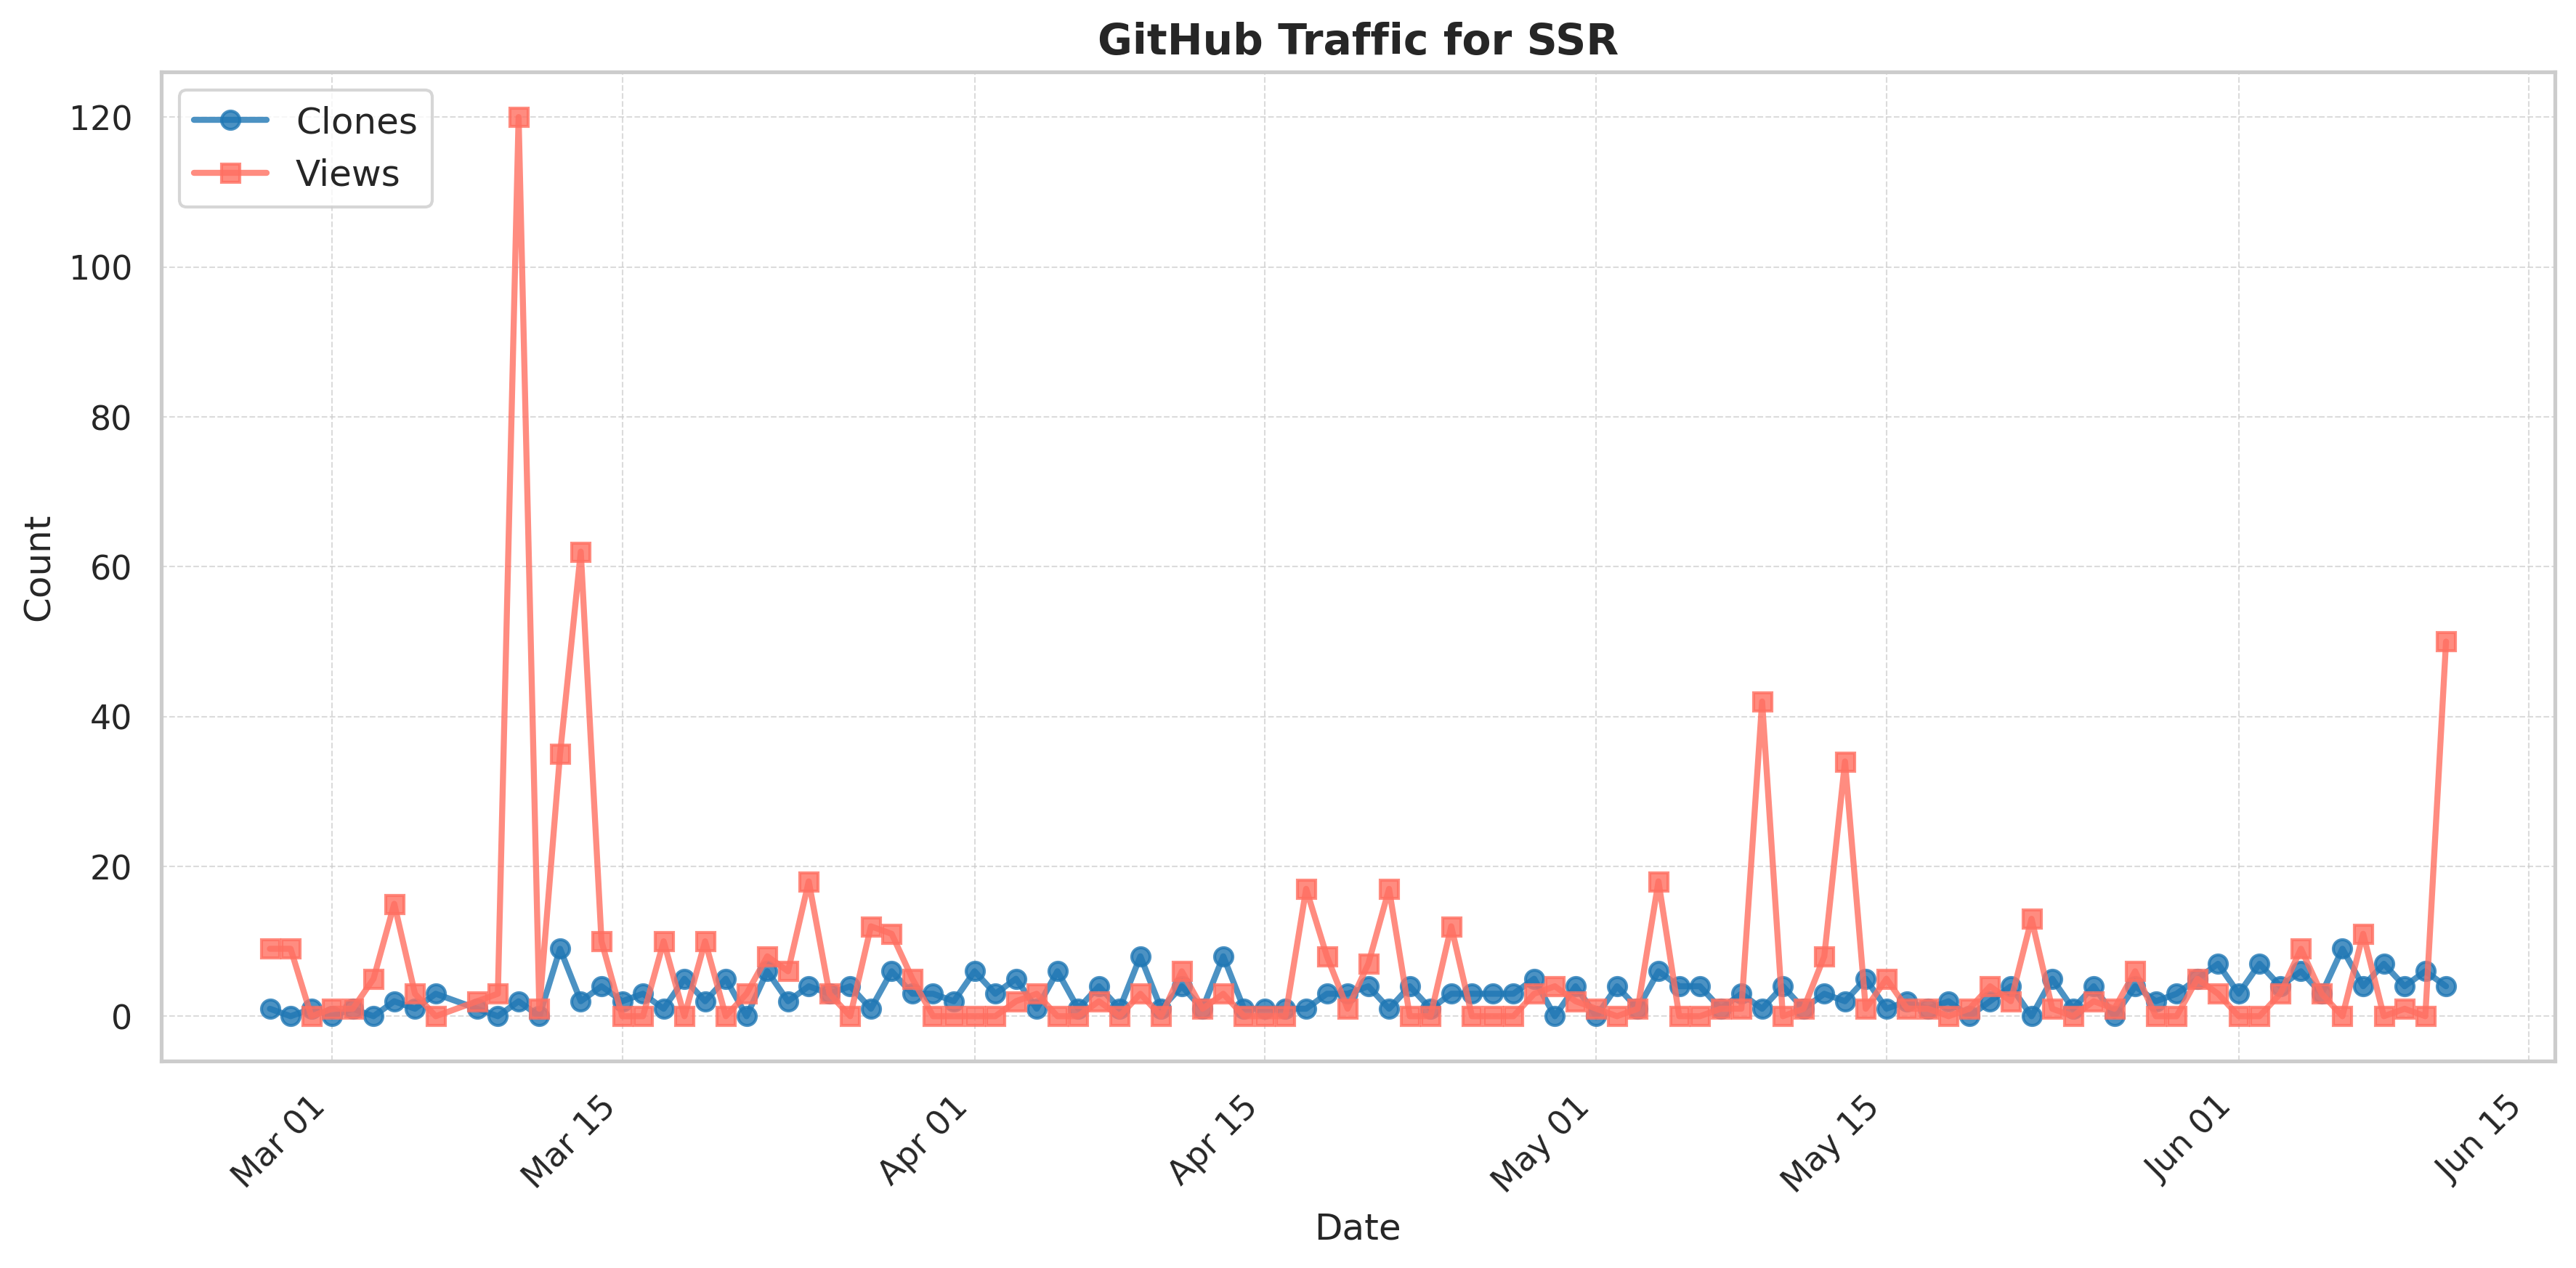 GitHub Traffic for SSR
Clones
Views
120
100
80
60
40
20
0
Count
Mar 01
Mar 15
Apr 01
Apr 15
May 01
May 15
Jun 01
Jun 15
Date